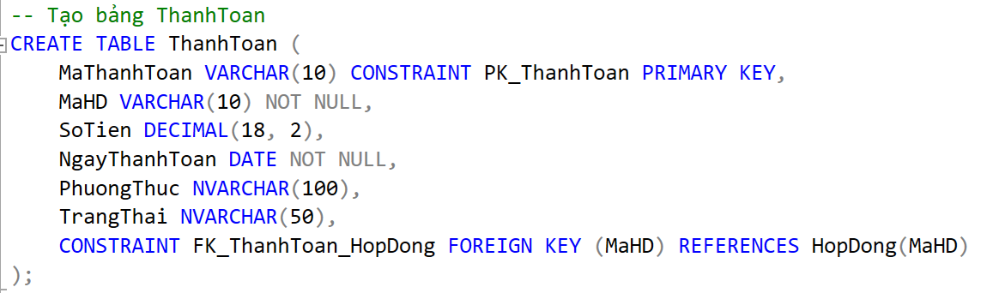 -- Tạo bảng ThanhToan
CREATE TABLE ThanhToan (
MaThanhToan VARCHAR(10) CONSTRAINT PK_ThanhToan PRIMARY KEY,
MaHD VARCHAR(10) NOT NULL,
SoTien DECIMAL(18, 2),
NgayThanhToan DATE NOT NULL,
PhuongThuc NVARCHAR(100),
TrangThai NVARCHAR(50),
CONSTRAINT FK_ThanhToan_HopDong FOREIGN KEY (MaHD) REFERENCES HopDong(MaHD)
);